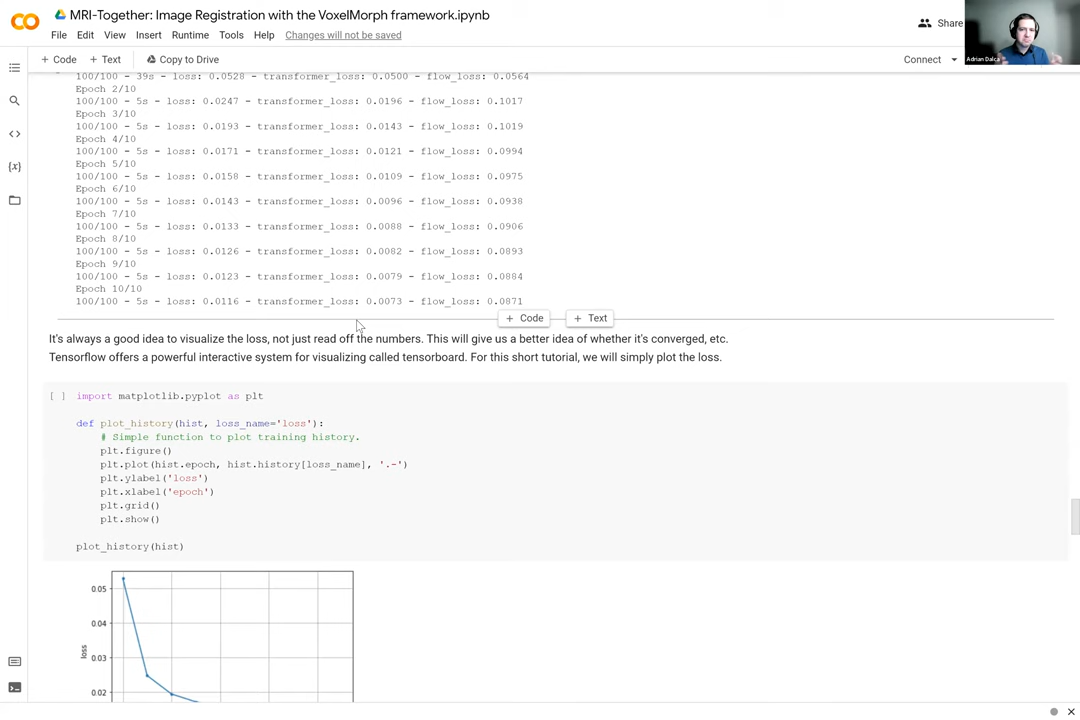 MRI-Together: Image Registration with the VoxelMorph framework.ipynb
File Edit View Insert Runtime Tools Help Changes will not be saved
Share
Adrian Dalca
+ Code + Text Copy to Drive
Connect
100/100 - 39s - loss: 0.0528 - transformer_loss: 0.0500 - flow_loss: 0.0564
Epoch 2/10
100/100 - 5s - loss: 0.0247 - transformer_loss: 0.0196 - flow_loss: 0.1017
Epoch 3/10
100/100 - 5s - loss: 0.0193 - transformer_loss: 0.0143 - flow_loss: 0.1019
Epoch 4/10
100/100 - 5s - loss: 0.0171 - transformer_loss: 0.0121 - flow_loss: 0.0994
Epoch 5/10
100/100 - 5s - loss: 0.0158 - transformer_loss: 0.0109 - flow_loss: 0.0975
Epoch 6/10
100/100 - 5s - loss: 0.0143 - transformer_loss: 0.0096 - flow_loss: 0.0938
Epoch 7/10
100/100 - 5s - loss: 0.0133 - transformer_loss: 0.0088 - flow_loss: 0.0906
Epoch 8/10
100/100 - 5s - loss: 0.0126 - transformer_loss: 0.0082 - flow_loss: 0.0893
Epoch 9/10
100/100 - 5s - loss: 0.0123 - transformer_loss: 0.0079 - flow_loss: 0.0884
Epoch 10/10
100/100 - 5s - loss: 0.0116 - transformer_loss: 0.0073 - flow_loss: 0.0871
+ Code + Text
It's always a good idea to visualize the loss, not just read off the numbers. This will give us a better idea of whether it's converged, etc.
Tensorflow offers a powerful interactive system for visualizing called tensorboard. For this short tutorial, we will simply plot the loss.
[ ] import matplotlib.pyplot as plt
def plot_history(hist, loss_name='loss'):
# Simple function to plot training history.
plt.figure()
plt.plot(hist.epoch, hist.history[loss_name], '.-')
plt.ylabel('loss')
plt.xlabel('epoch')
plt.grid()
plt.show()
plot_history(hist)
0.05
0.04
loss
0.03
0.02